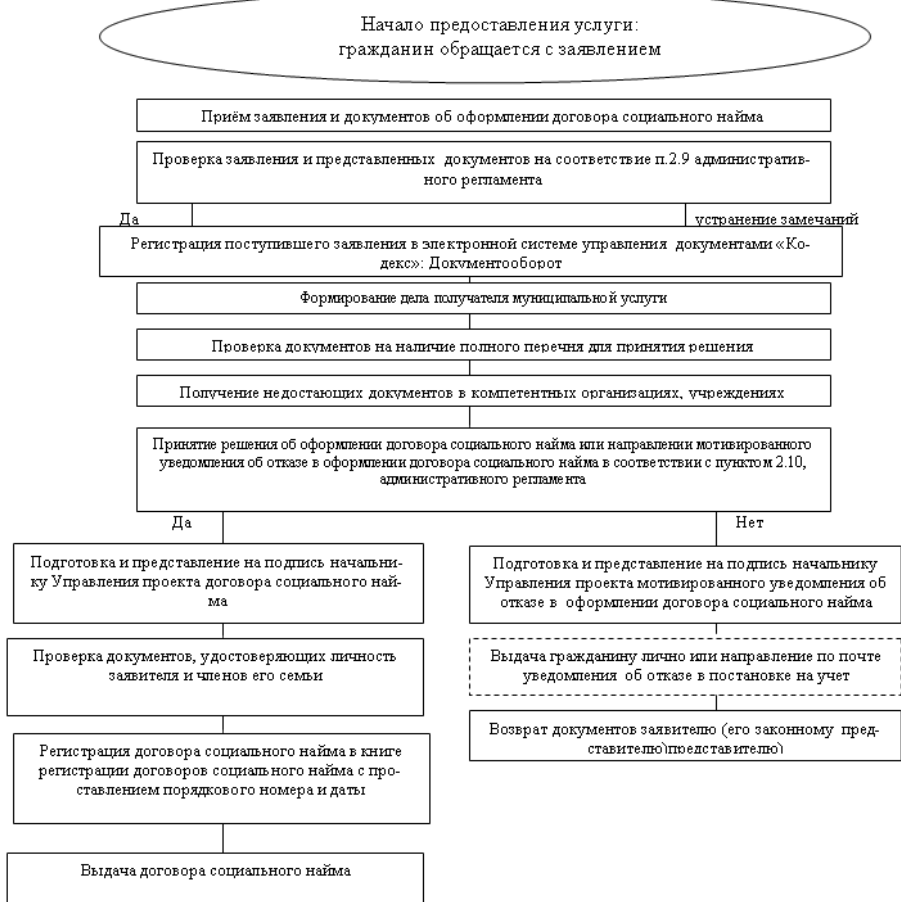 Начало предоставления услуги:
гражданин обращается с заявлением
Приём заявления и документов об оформлении договора социального найма
Проверка заявления и представленных документов на соответствие п.2.9 административ-
ного регламента
Да
устранение замечаний
Регистрация поступившего заявления в электронной системе управления документами «Ко-
декс»: Документооборот
Формирование дела получателя муниципальной услуги
Проверка документов на наличие полного перечня для принятия решения
Получение недостающих документов в компетентных организациях, учреждениях
Принятие решения об оформлении договора социального найма или направлении мотивированного
уведомления об отказе в оформлении договора социального найма в соответствии с пунктом 2.10,
административного регламента
Да
Нет
Подготовка и представление на подпись начальни-
ку Управления проекта договора социального най-
ма
Подготовка и представление на подпись начальнику
Управления проекта мотивированного уведомления об
отказе в оформлении договора социального найма
Проверка документов, удостоверяющих личность
заявителя и членов его семьи
Выдача гражданину лично или направление по почте
уведомления об отказе в постановке на учет
Регистрация договора социального найма в книге
регистрации договоров социального найма с про-
ставлением порядкового номера и даты
Возврат документов заявителю (его законному пред-
ставителю)представителю)
Выдача договора социального найма